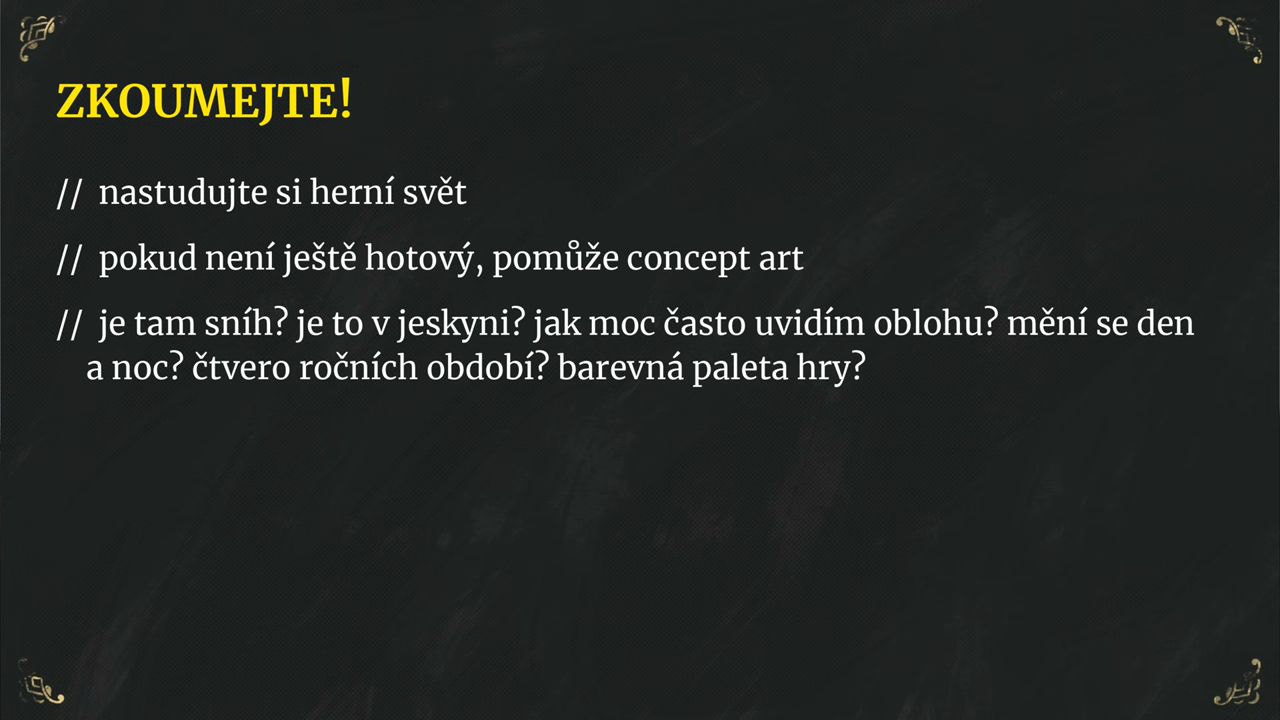 ZKOUMEJTE!
// nastudujte si herní svět
// pokud není ještě hotový, pomůže concept art
// je tam sníh? je to v jeskyni? jak moc často uvidím oblohu? mění se den
a noc? čtvero ročních období? barevná paleta hry?